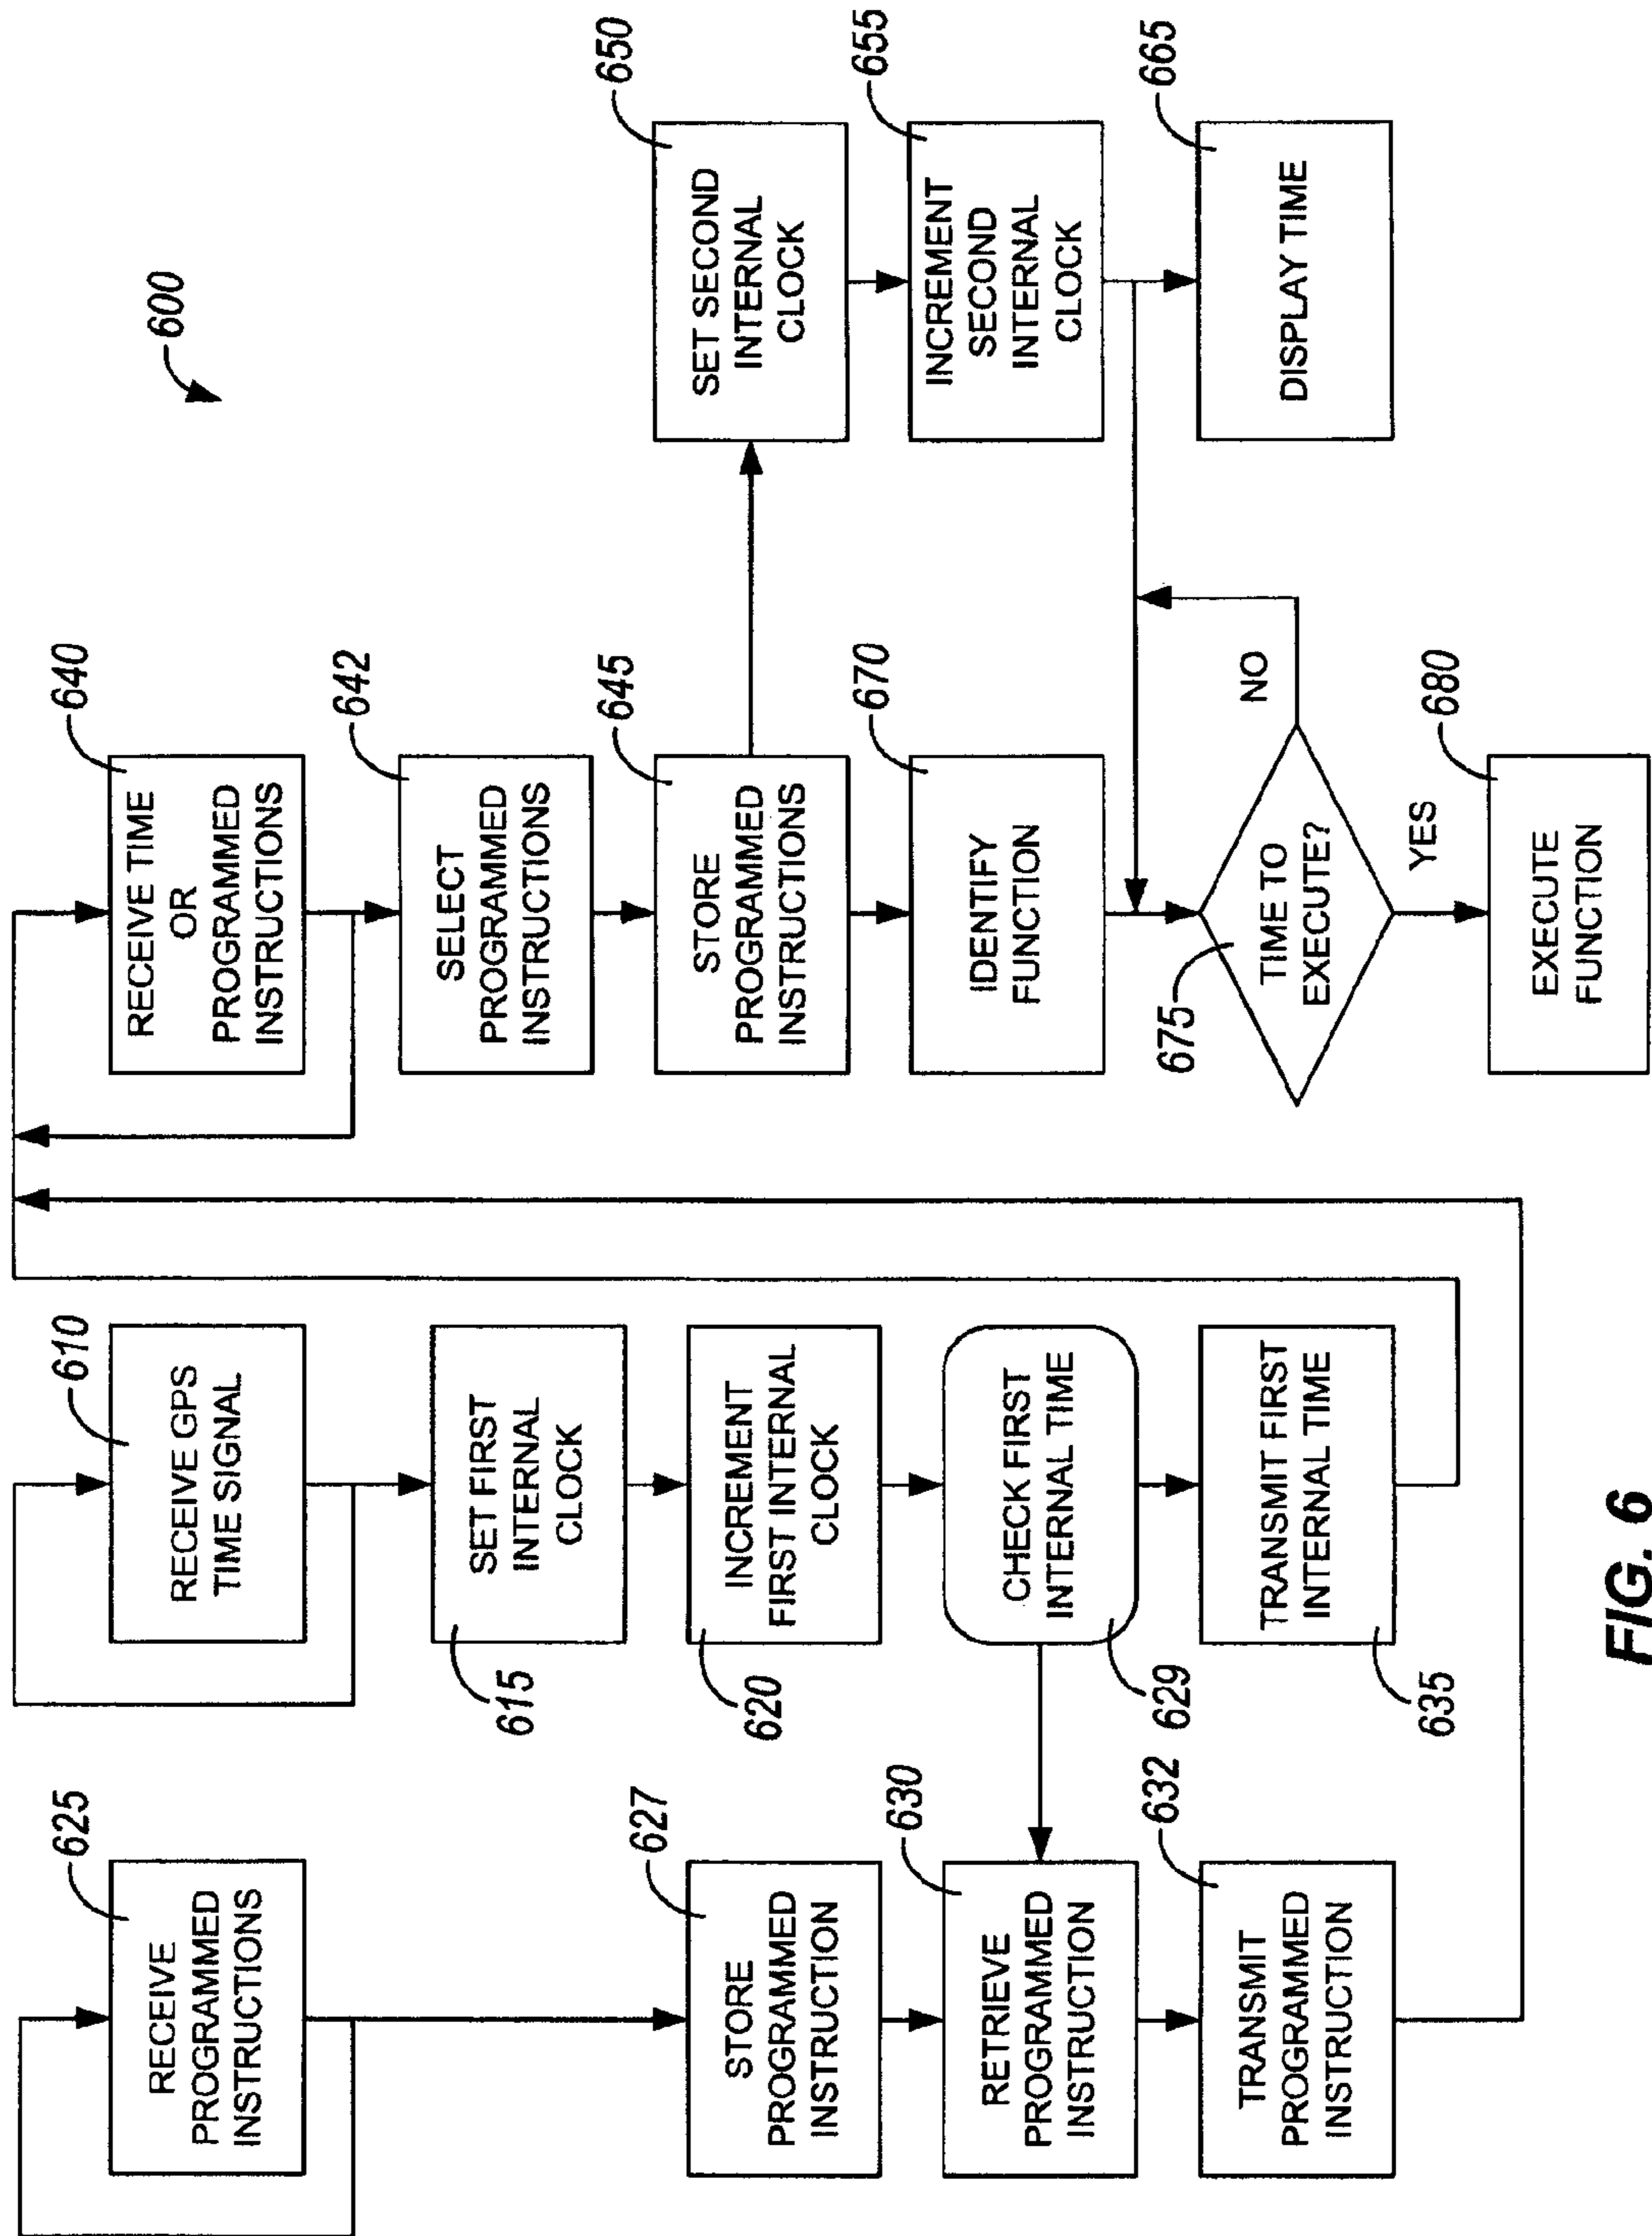 600
625
RECEIVE
PROGRAMMED
INSTRUCTIONS
627
STORE
PROGRAMMED
INSTRUCTION
630
RETRIEVE
PROGRAMMED
INSTRUCTION
632
TRANSMIT
PROGRAMMED
INSTRUCTION
610
RECEIVE GPS
TIME SIGNAL
615
SET FIRST
INTERNAL
CLOCK
620
INCREMENT
FIRST INTERNAL
CLOCK
629
CHECK FIRST
INTERNAL TIME
635
TRANSMIT FIRST
INTERNAL TIME
640
RECEIVE TIME
OR
PROGRAMMED
INSTRUCTIONS
642
SELECT
PROGRAMMED
INSTRUCTIONS
645
STORE
PROGRAMMED
INSTRUCTIONS
670
IDENTIFY
FUNCTION
675
TIME TO
EXECUTE?
NO
YES
680
EXECUTE
FUNCTION
650
SET SECOND
INTERNAL
CLOCK
655
INCREMENT
SECOND
INTERNAL
CLOCK
665
DISPLAY TIME
FIG. 6